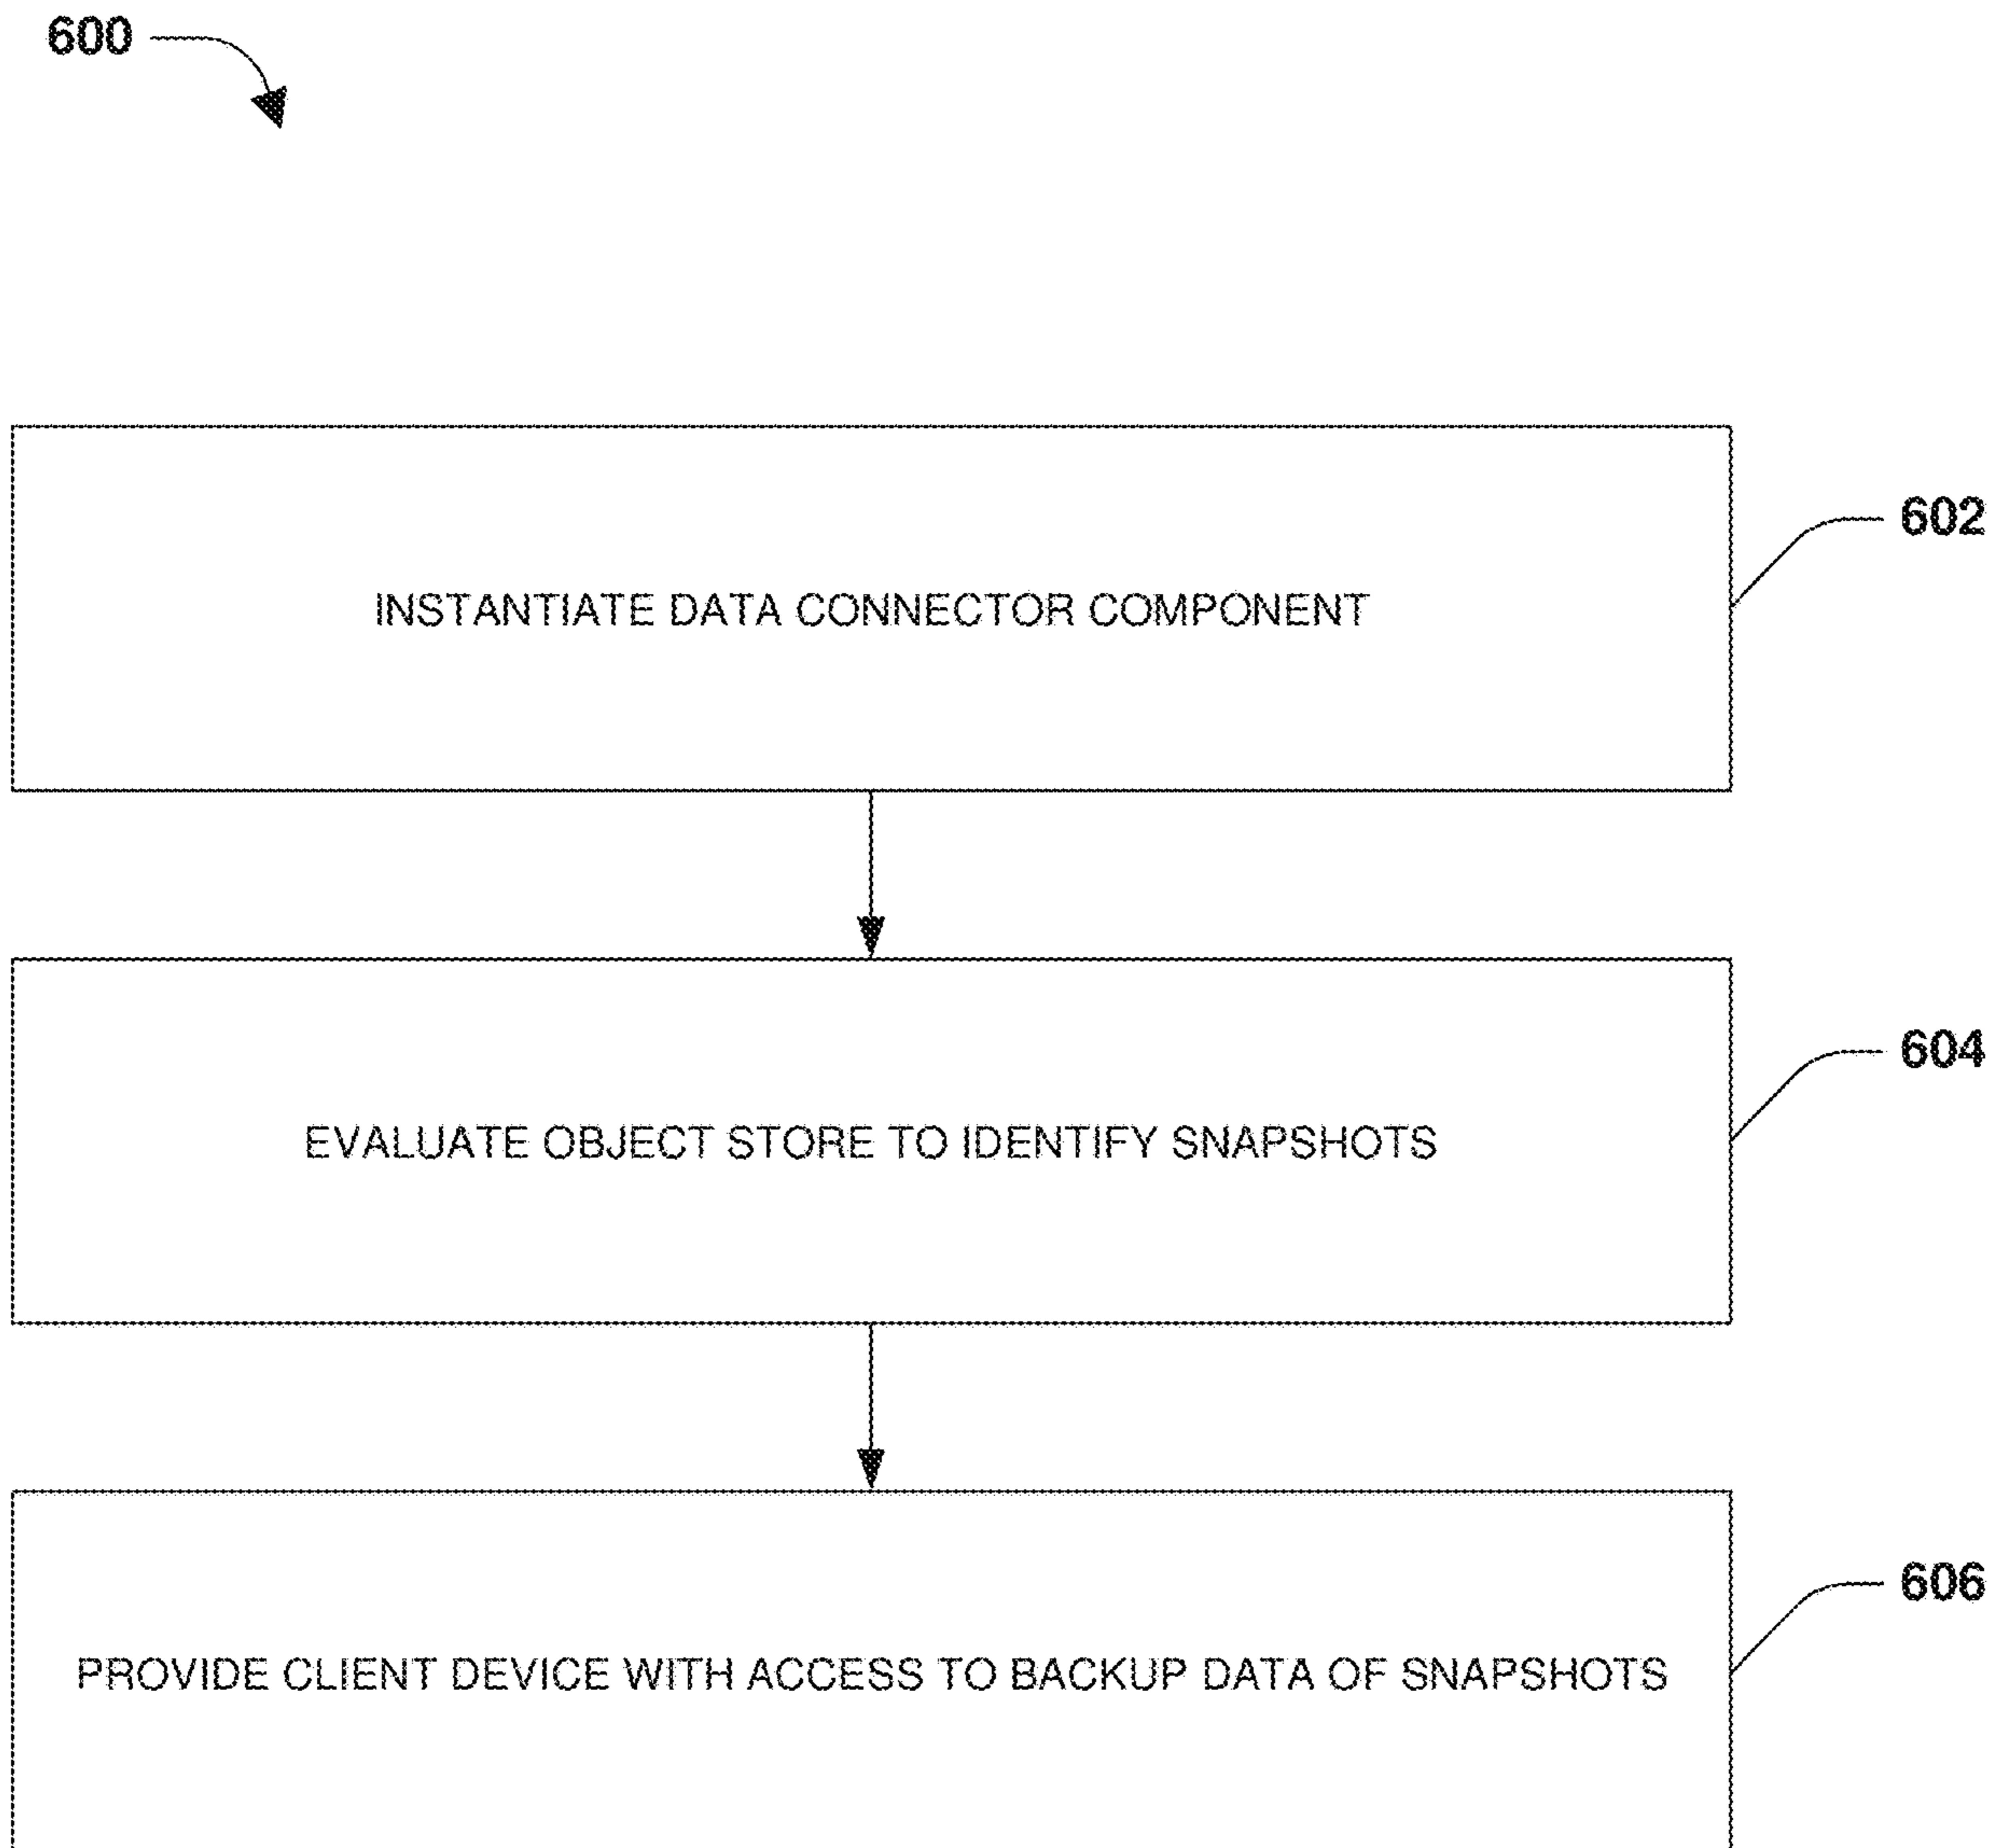 600
INSTANTIATE DATA CONNECTOR COMPONENT
602
EVALUATE OBJECT STORE TO IDENTIFY SNAPSHOTS
604
PROVIDE CLIENT DEVICE WITH ACCESS TO BACKUP DATA OF SNAPSHOTS
606